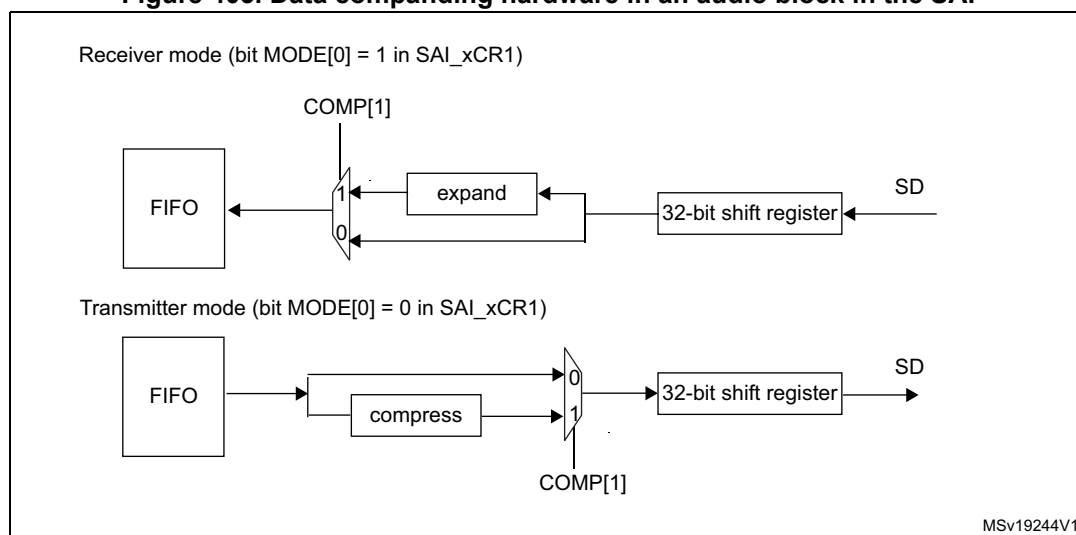 Receiver mode (bit MODE[0] = 1 in SAI_xCR1)
COMP[1]
FIFO
1
0
expand
32-bit shift register
SD
Transmitter mode (bit MODE[0] = 0 in SAI_xCR1)
FIFO
compress
0
1
COMP[1]
32-bit shift register
SD
MSv19244V1